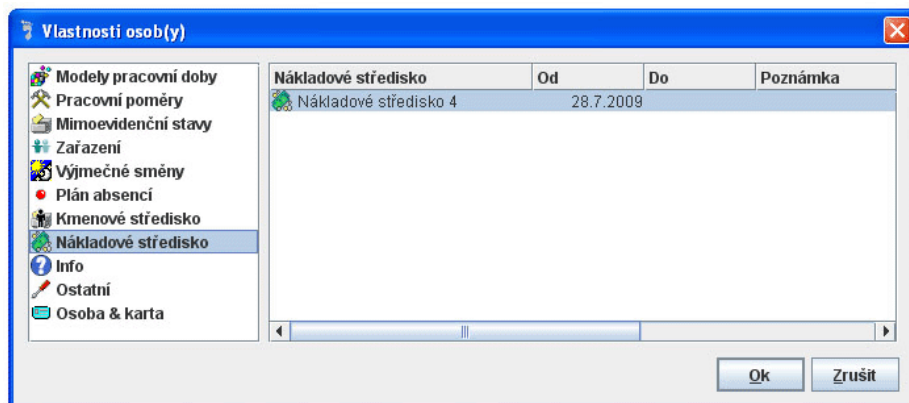 Vlastnosti osob(y)
Modely pracovní doby
Pracovní poměry
Mimoevidenční stavy
Zařazení
Výjmečné směny
Plán absencí
Kmenové středisko
Nákladové středisko
Info
Ostatní
Osoba & karta
Nákladové středisko Od Do Poznámka
Nákladové středisko 4 28.7.2009
Ok Zrušit